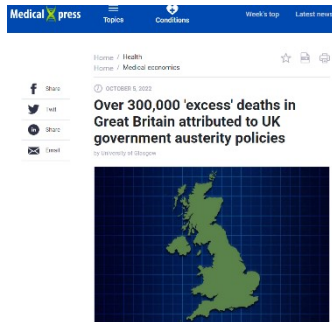 Medical Xpress
Topics
Conditions
Week's top
Latest news
Home / Health
Home / Medical economics
Share
Twit
Share
Email
OCTOBER 5, 2022
Over 300,000 'excess' deaths in
Great Britain attributed to UK
government austerity policies
by University of Glasgow